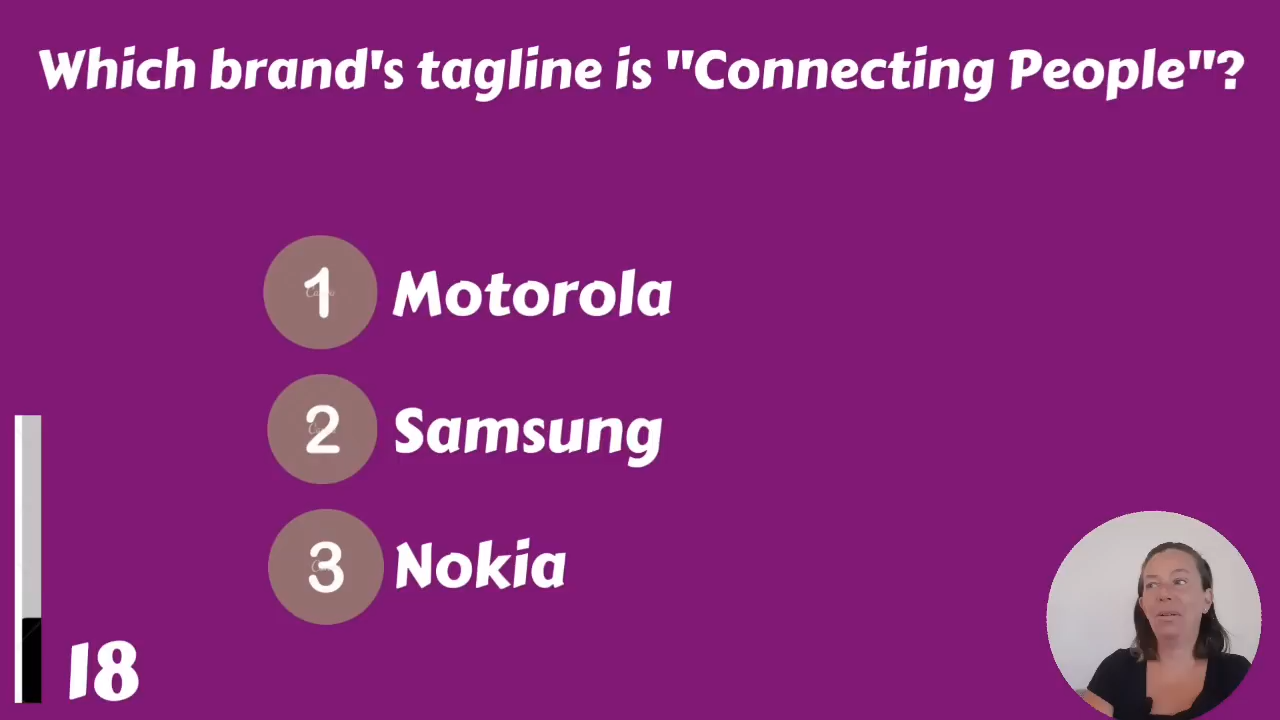 Which brand's tagline is "Connecting People"?
1 Motorola
2 Samsung
3 Nokia
18